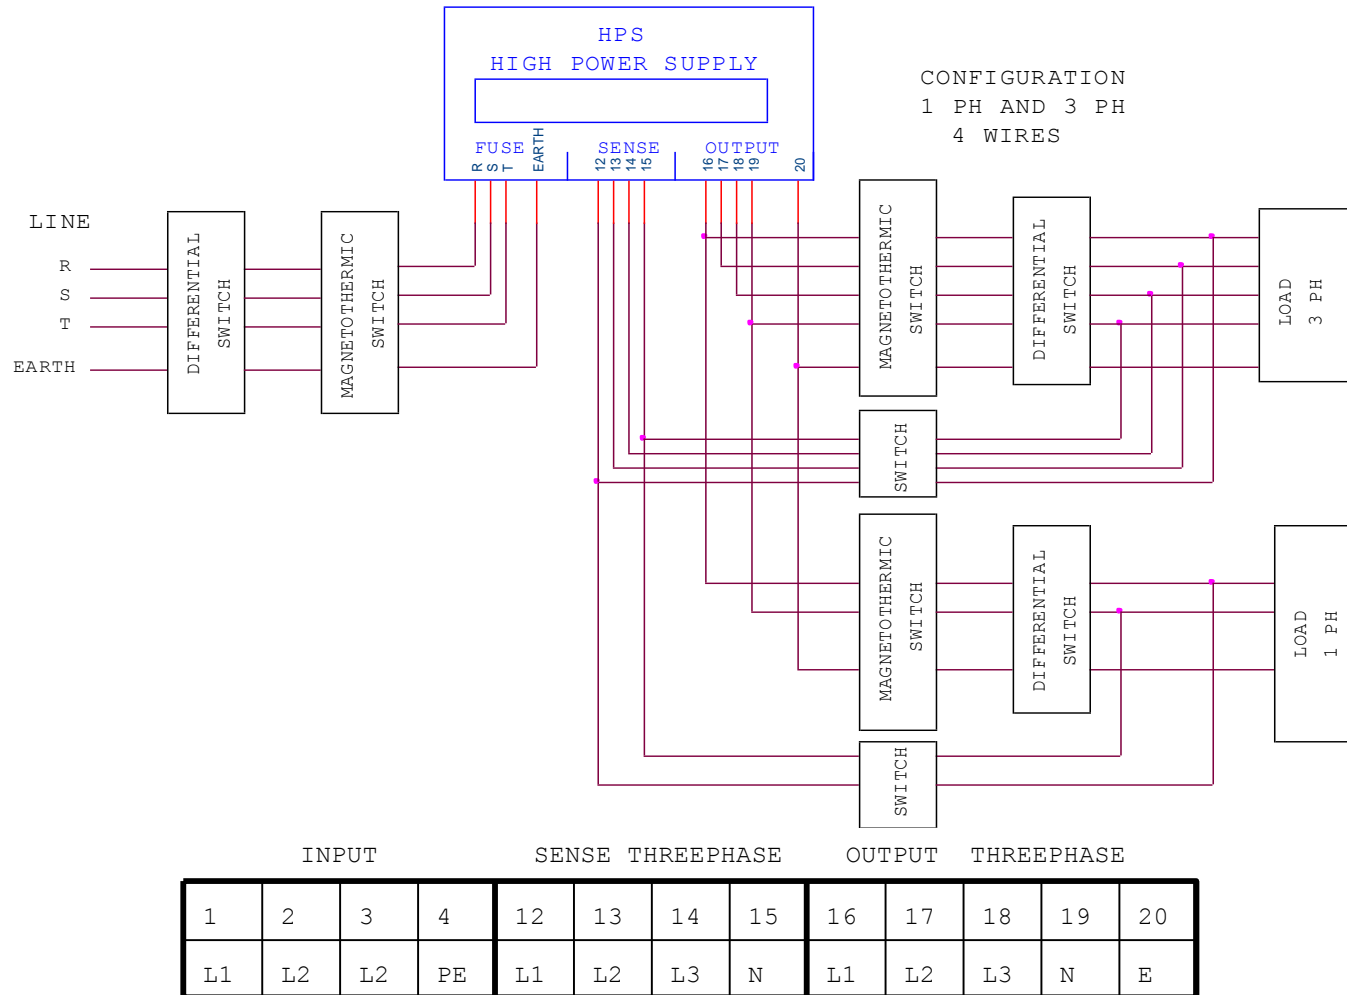 HPS
HIGH POWER SUPPLY
CONFIGURATION
1 PH AND 3 PH
4 WIRES
FUSE SENSE OUTPUT
R S T EARTH 12 13 14 15 16 17 18 19 20
LINE
R
S
T
EARTH
DIFFERENTIAL
SWITCH
MAGNETOTHERMIC
SWITCH
MAGNETOTHERMIC
SWITCH
DIFFERENTIAL
SWITCH
LOAD
3 PH
SWITCH
MAGNETOTHERMIC
SWITCH
DIFFERENTIAL
SWITCH
LOAD
1 PH
SWITCH
INPUT SENSE THREEPHASE OUTPUT THREEPHASE
1 2 3 4 12 13 14 15 16 17 18 19 20
L1 L2 L2 PE L1 L2 L3 N L1 L2 L3 N E